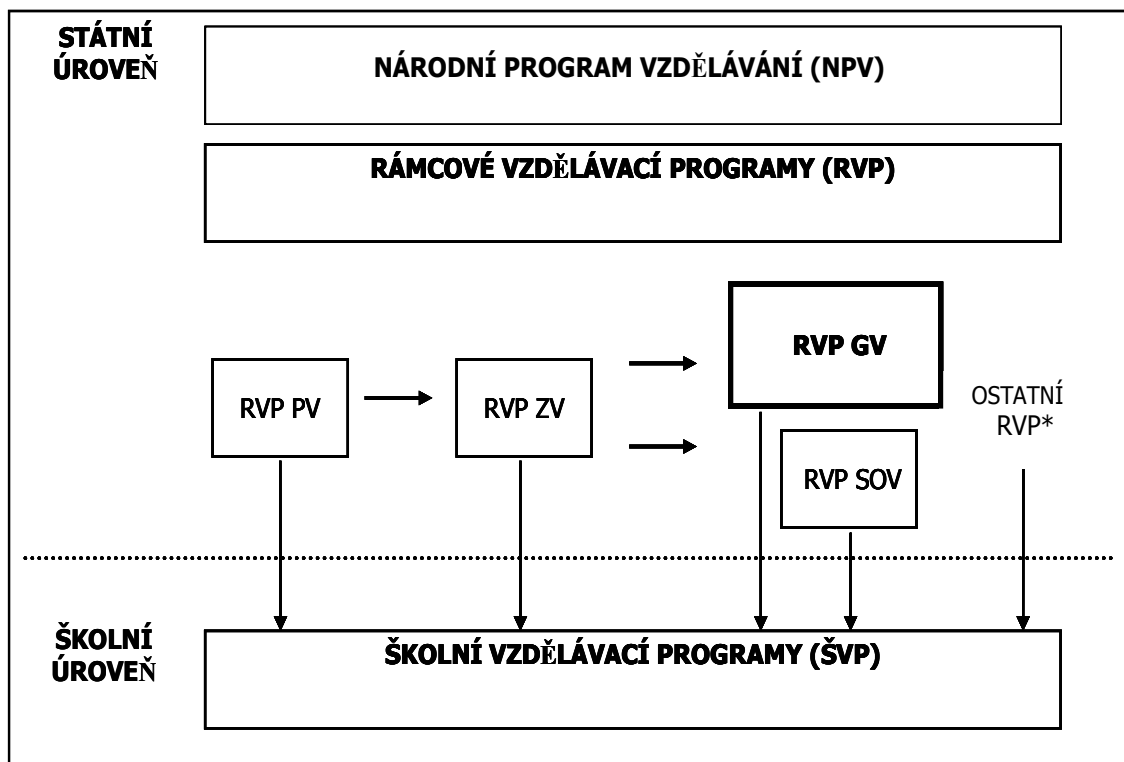 STÁTNÍ
ÚROVEŇ
NÁRODNÍ PROGRAM VZDĚLÁVÁNÍ (NPV)
RÁMCOVÉ VZDĚLÁVACÍ PROGRAMY (RVP)
RVP PV
RVP ZV
RVP GV
RVP SOV
OSTATNÍ
RVP*
ŠKOLNÍ
ÚROVEŇ
ŠKOLNÍ VZDĚLÁVACÍ PROGRAMY (ŠVP)